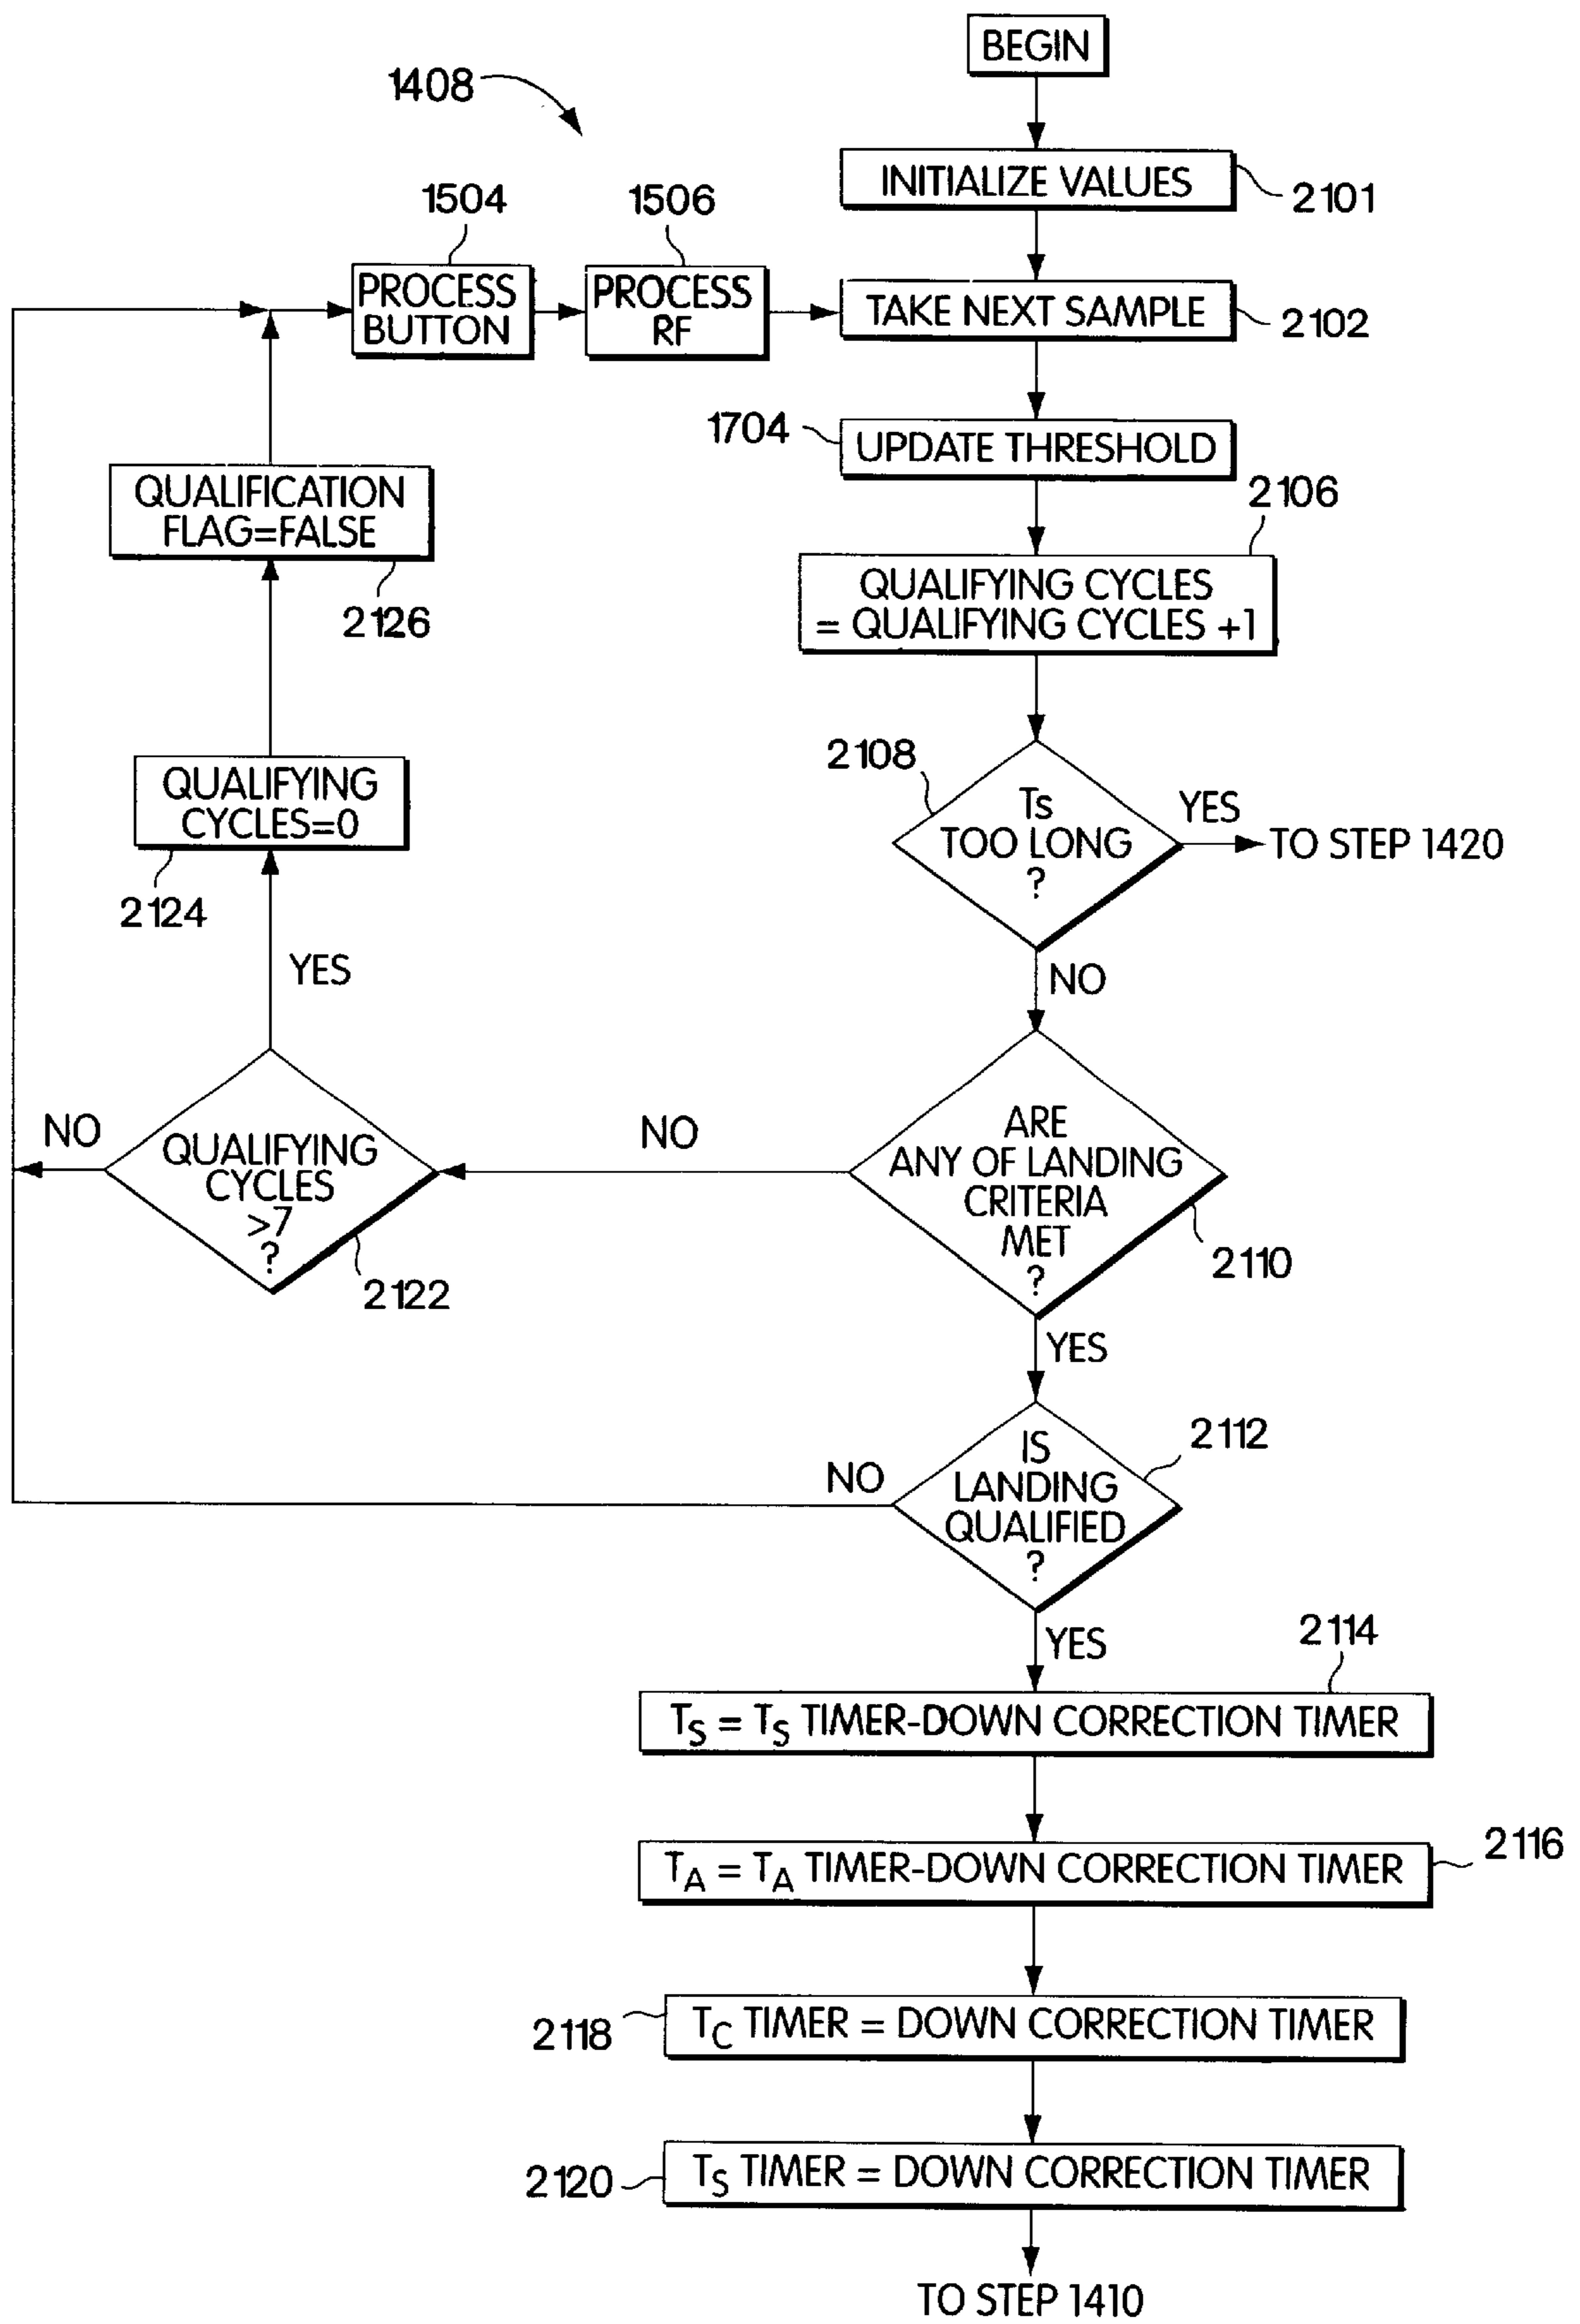 BEGIN
1408
INITIALIZE VALUES
2101
1504
1506
PROCESS
BUTTON
PROCESS
RF
TAKE NEXT SAMPLE
2102
1704
UPDATE THRESHOLD
2106
QUALIFICATION
FLAG=FALSE
2126
QUALIFYING CYCLES
= QUALIFYING CYCLES +1
2108
Ts
TOO LONG
?
YES
TO STEP 1420
QUALIFYING
CYCLES=0
2124
YES
NO
ARE
ANY OF LANDING
CRITERIA
MET
?
2110
NO
QUALIFYING
CYCLES
>7
?
2122
NO
YES
IS
LANDING
QUALIFIED
?
2112
NO
YES
2114
TS = TS TIMER-DOWN CORRECTION TIMER
TA = TA TIMER-DOWN CORRECTION TIMER
2116
2118
TC TIMER = DOWN CORRECTION TIMER
2120
TS TIMER = DOWN CORRECTION TIMER
TO STEP 1410